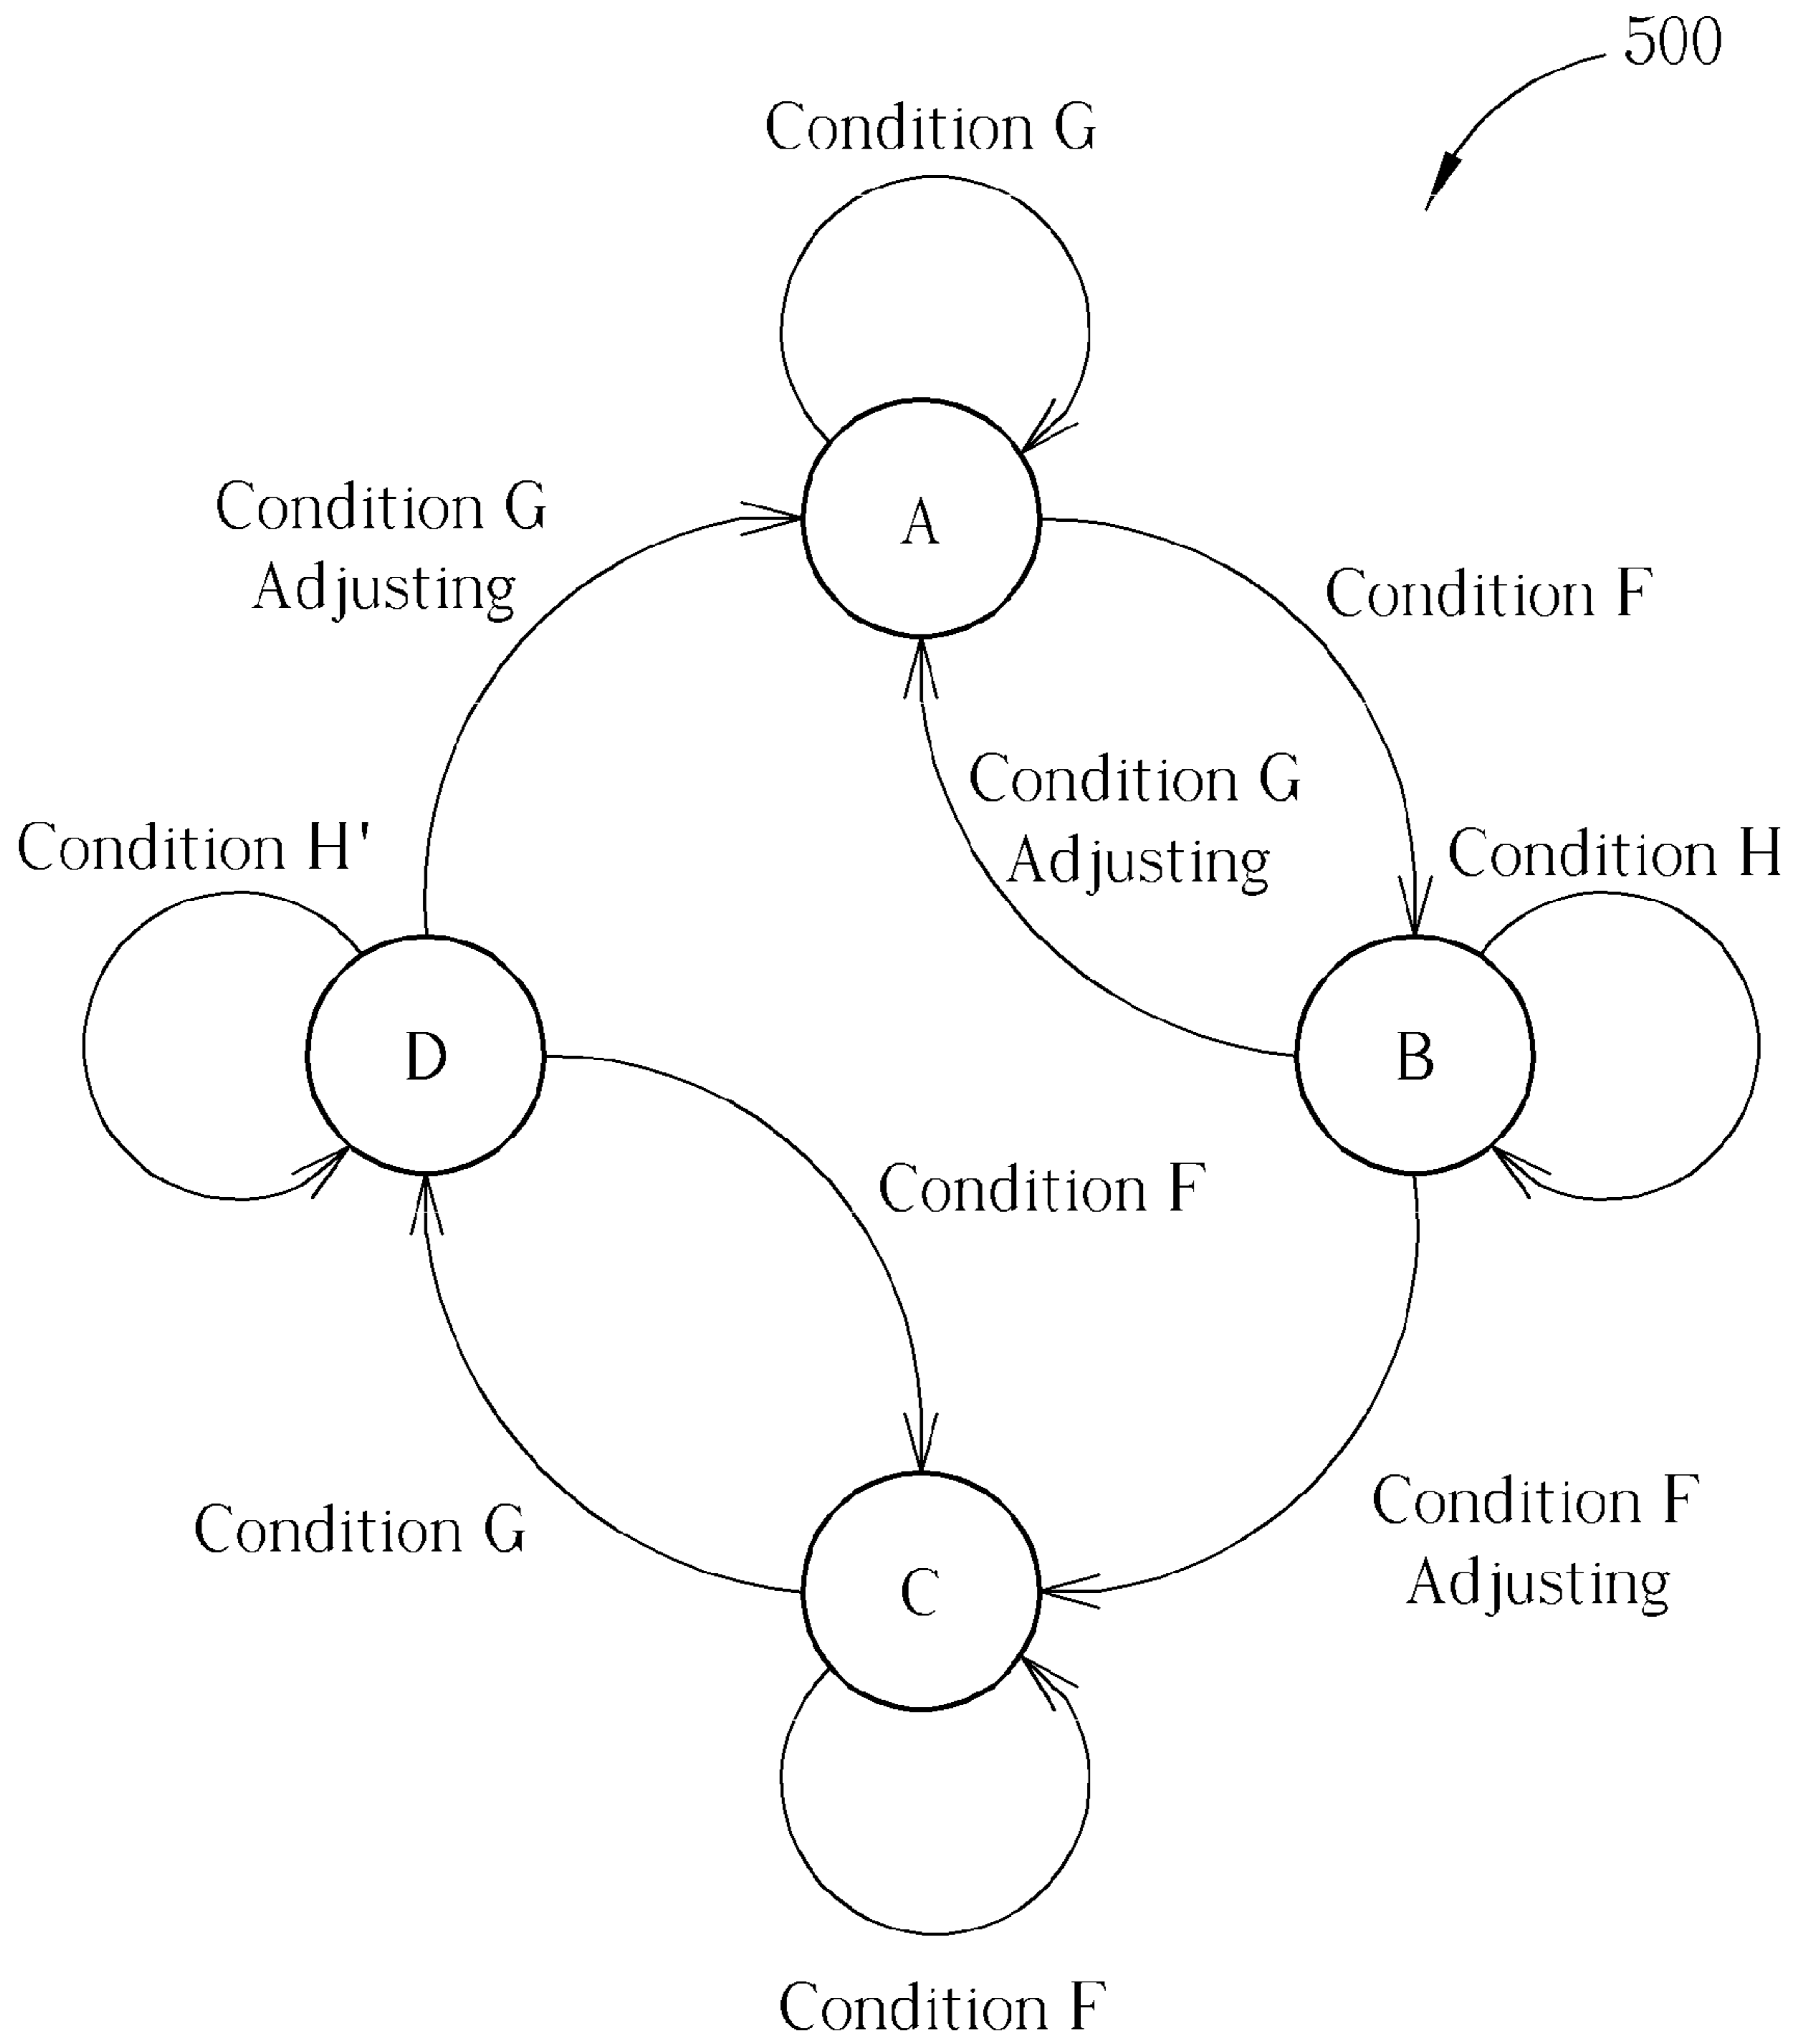 500
Condition G
Condition G
Adjusting
A
Condition F
Condition G
Adjusting
Condition H'
Condition H
D
B
Condition F
Condition G
C
Condition F
Adjusting
Condition F